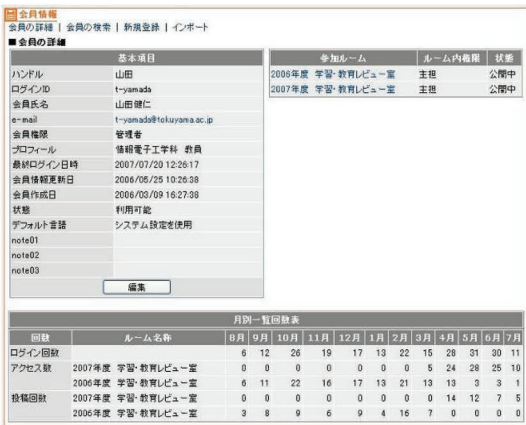 会員情報
会員の詳細 | 会員の検索 | 新規登録 | インポート
■会員の詳細
基本項目
ハンドル 山田
ログインID t-yamada
会員氏名 山田健仁
e-mail t-yamada@tokuyama.ac.jp
会員権限 管理者
プロフィール 情報電子工学科 教員
最終ログイン日時 2007/07/20 12:26:17
会員情報更新日 2006/05/25 10:26:38
会員作成日 2006/03/09 16:27:38
状態 利用可能
デフォルト言語 システム設定を使用
note01
note02
note03
編集
参加ルーム ルーム内権限 状態
2006年度 学習・教育レビュー室 主担 公開中
2007年度 学習・教育レビュー室 主担 公開中
月別一覧回数表
回数 ルーム名称 8月 9月 10月 11月 12月 1月 2月 3月 4月 5月 6月 7月
ログイン回数 6 12 26 19 17 13 22 15 28 31 30 11
アクセス数 2007年度 学習・教育レビュー室 0 0 0 0 0 0 0 5 24 28 25 10
2006年度 学習・教育レビュー室 6 11 22 16 17 13 21 13 13 3 3 1
投稿回数 2007年度 学習・教育レビュー室 0 0 0 0 0 0 0 0 14 12 7 5
2006年度 学習・教育レビュー室 3 8 9 6 9 4 16 7 0 0 0 0